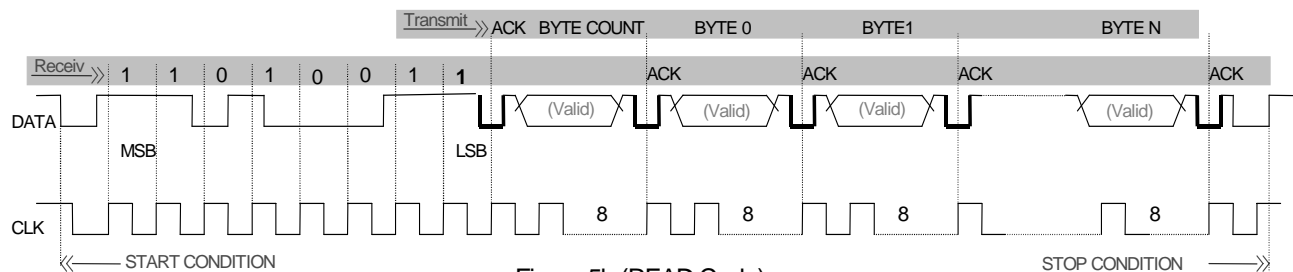 Transmit ACK BYTE COUNT BYTE 0 BYTE1 BYTE N
Receiv 1 1 0 1 0 0 1 1 ACK ACK ACK ACK
DATA (Valid) (Valid) (Valid) (Valid)
MSB LSB
CLK 8 8 8 8
START CONDITION STOP CONDITION